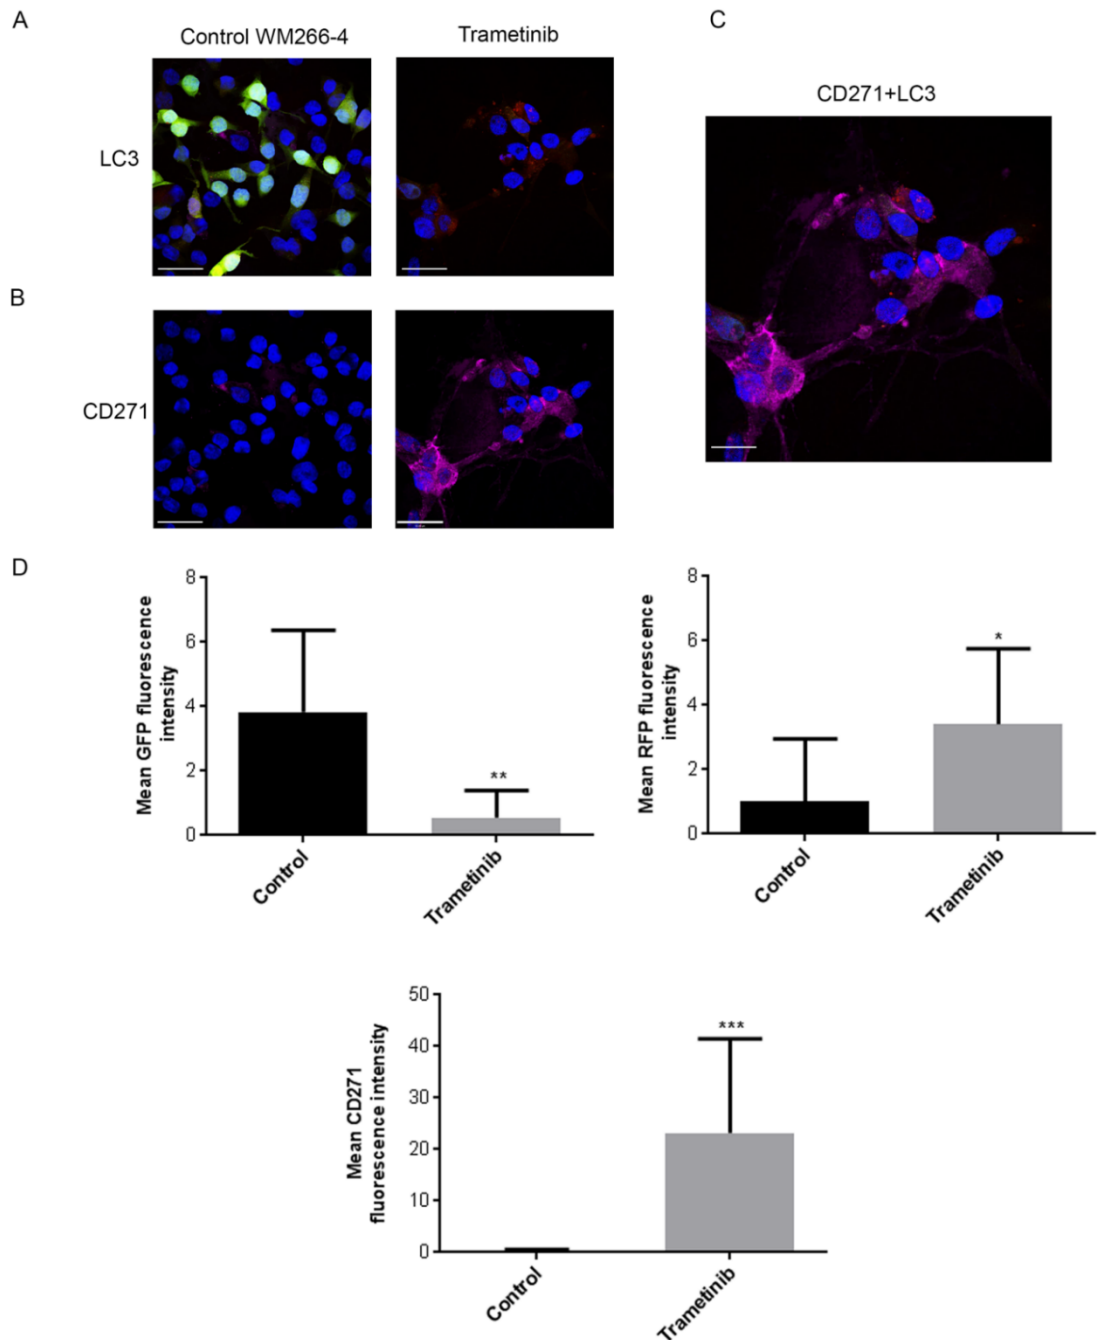 A
C
Control WM266-4
Trametinib
CD271+LC3
LC3
B
CD271
D
Mean GFP fluorescence
intensity
8
6
4
2
0
**
Control
Trametinib
Mean RFP fluorescence
intensity
8
6
4
2
0
*
Control
Trametinib
Mean CD271
fluorescence intensity
50
40
30
20
10
0
***
Control
Trametinib